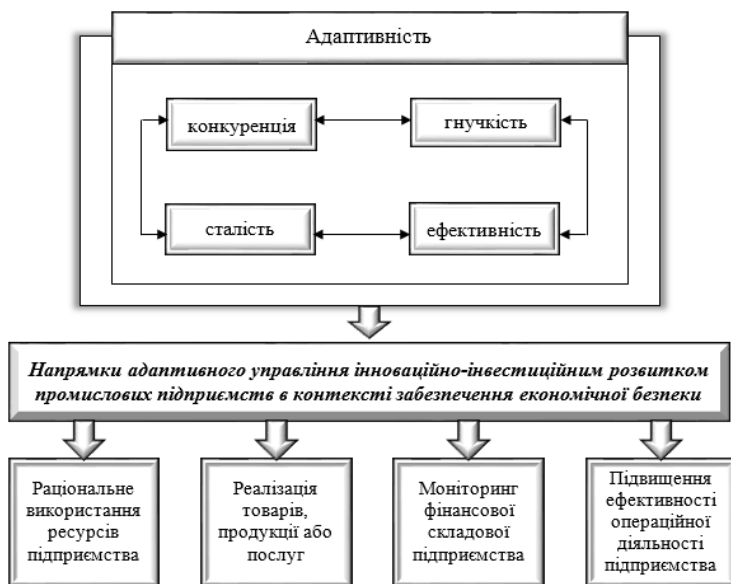 Адаптивність
конкуренція
гнучкість
сталість
ефективність
Напрямки адаптивного управління інноваційно-інвестиційним розвитком
промислових підприємств в контексті забезпечення економічної безпеки
Раціональне
використання
ресурсів
підприємства
Реалізація
товарів,
продукції або
послуг
Моніторинг
фінансової
складової
підприємства
Підвищення
ефективності
операційної
діяльності
підприємства